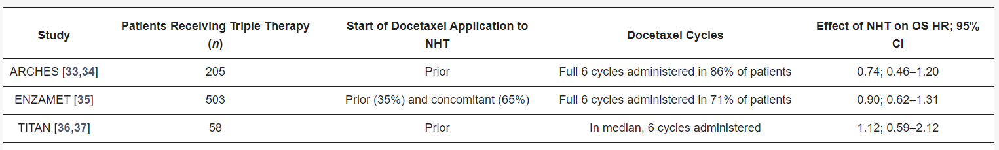 Study Patients Receiving Triple Therapy (n) Start of Docetaxel Application to NHT Docetaxel Cycles Effect of NHT on OS HR; 95% CI
ARCHES [33,34] 205 Prior Full 6 cycles administered in 86% of patients 0.74; 0.46–1.20
ENZAMET [35] 503 Prior (35%) and concomitant (65%) Full 6 cycles administered in 71% of patients 0.90; 0.62–1.31
TITAN [36,37] 58 Prior In median, 6 cycles administered 1.12; 0.59–2.12